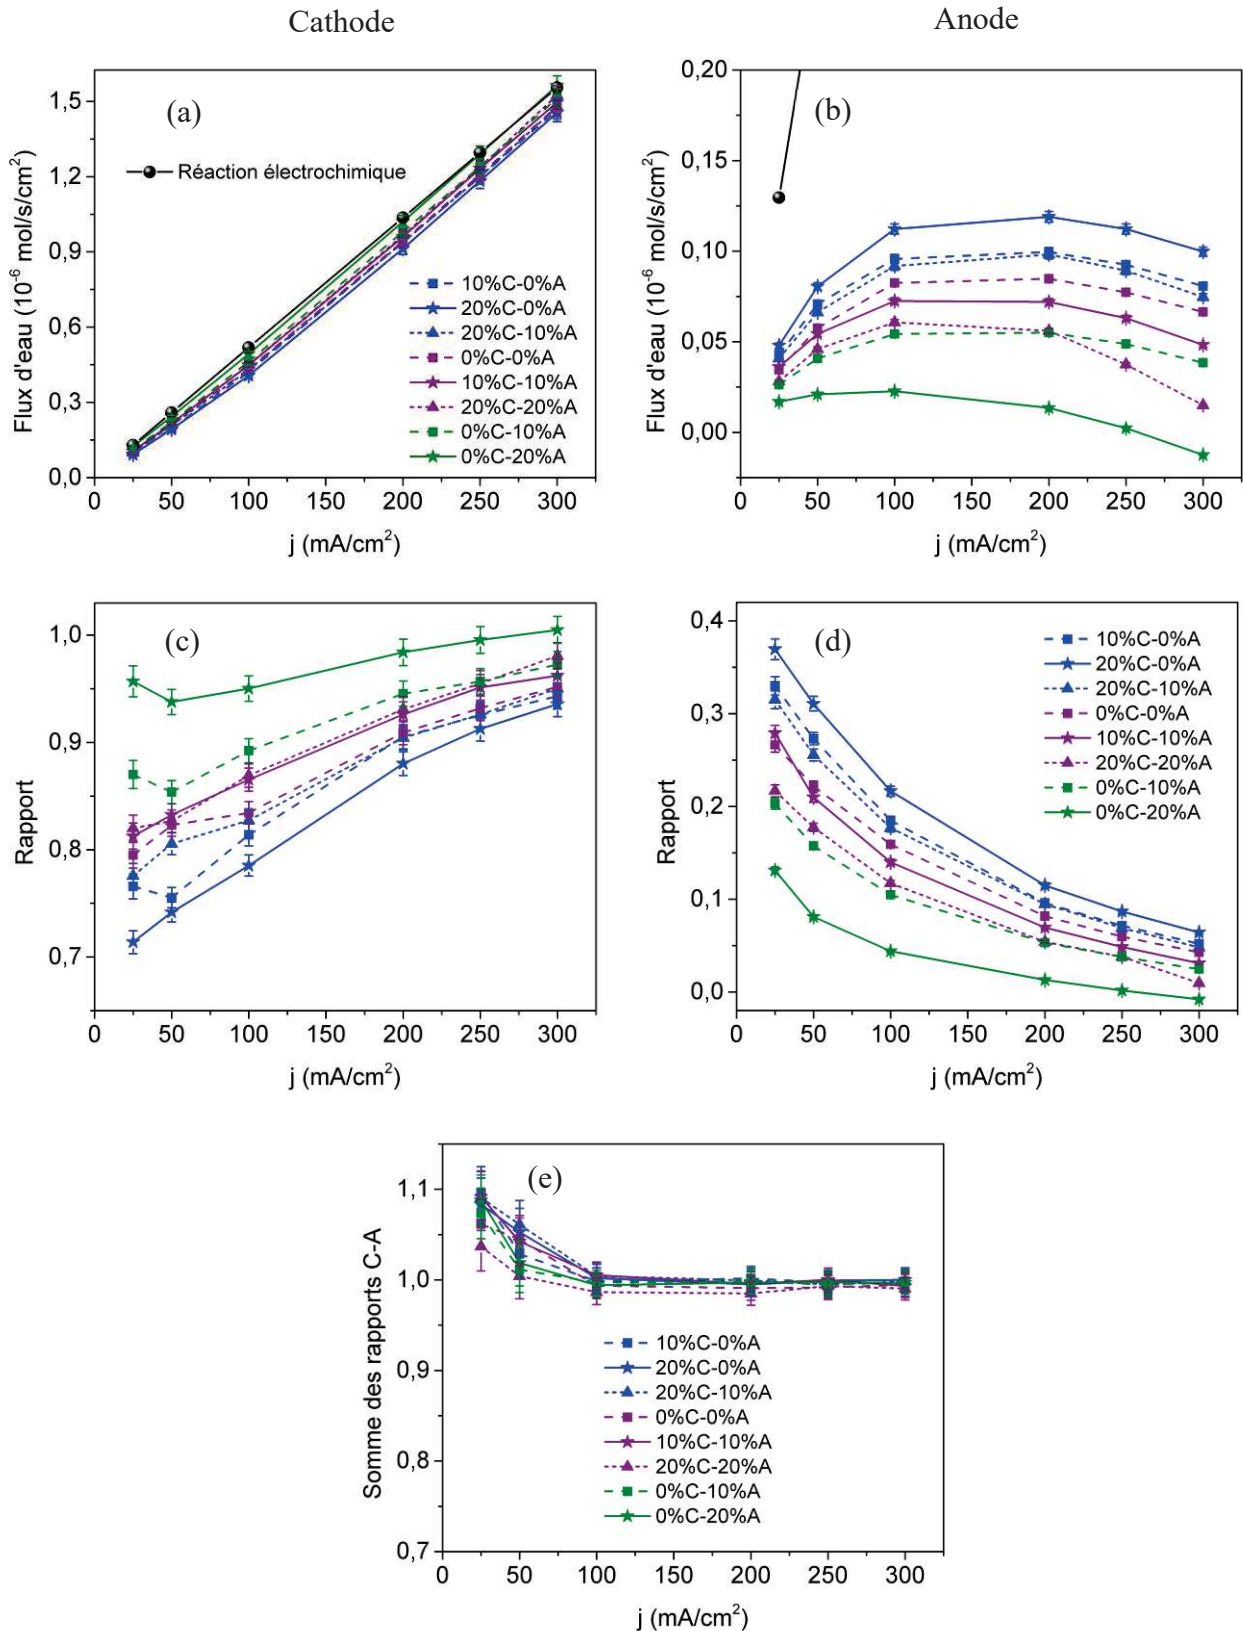 Cathode
Anode
(a)
Réaction électrochimique
10%C-0%A
20%C-0%A
20%C-10%A
0%C-0%A
10%C-10%A
20%C-20%A
0%C-10%A
0%C-20%A
Flux d'eau (10⁻⁶ mol/s/cm²)
1,5
1,2
0,9
0,6
0,3
0,0
0 50 100 150 200 250 300
j (mA/cm²)
(b)
Flux d'eau (10⁻⁶ mol/s/cm²)
0,20
0,15
0,10
0,05
0,00
0 50 100 150 200 250 300
j (mA/cm²)
(c)
Rapport
1,0
0,9
0,8
0,7
0 50 100 150 200 250 300
j (mA/cm²)
(d)
10%C-0%A
20%C-0%A
20%C-10%A
0%C-0%A
10%C-10%A
20%C-20%A
0%C-10%A
0%C-20%A
Rapport
0,4
0,3
0,2
0,1
0,0
0 50 100 150 200 250 300
j (mA/cm²)
(e)
Somme des rapports C-A
1,1
1,0
0,9
0,8
0,7
10%C-0%A
20%C-0%A
20%C-10%A
0%C-0%A
10%C-10%A
20%C-20%A
0%C-10%A
0%C-20%A
0 50 100 150 200 250 300
j (mA/cm²)